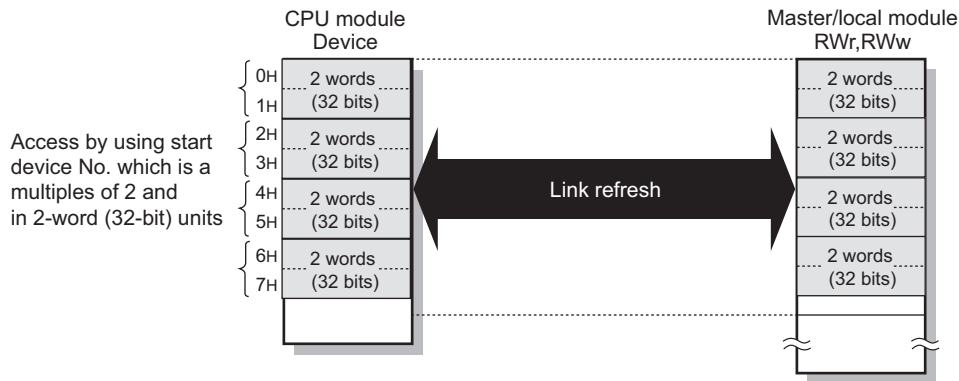 CPU module
Device
Master/local module
RWr,RWw
0H
1H
2H
3H
4H
5H
6H
7H
2 words
(32 bits)
2 words
(32 bits)
2 words
(32 bits)
2 words
(32 bits)
Access by using start
device No. which is a
multiples of 2 and
in 2-word (32-bit) units
Link refresh
2 words
(32 bits)
2 words
(32 bits)
2 words
(32 bits)
2 words
(32 bits)